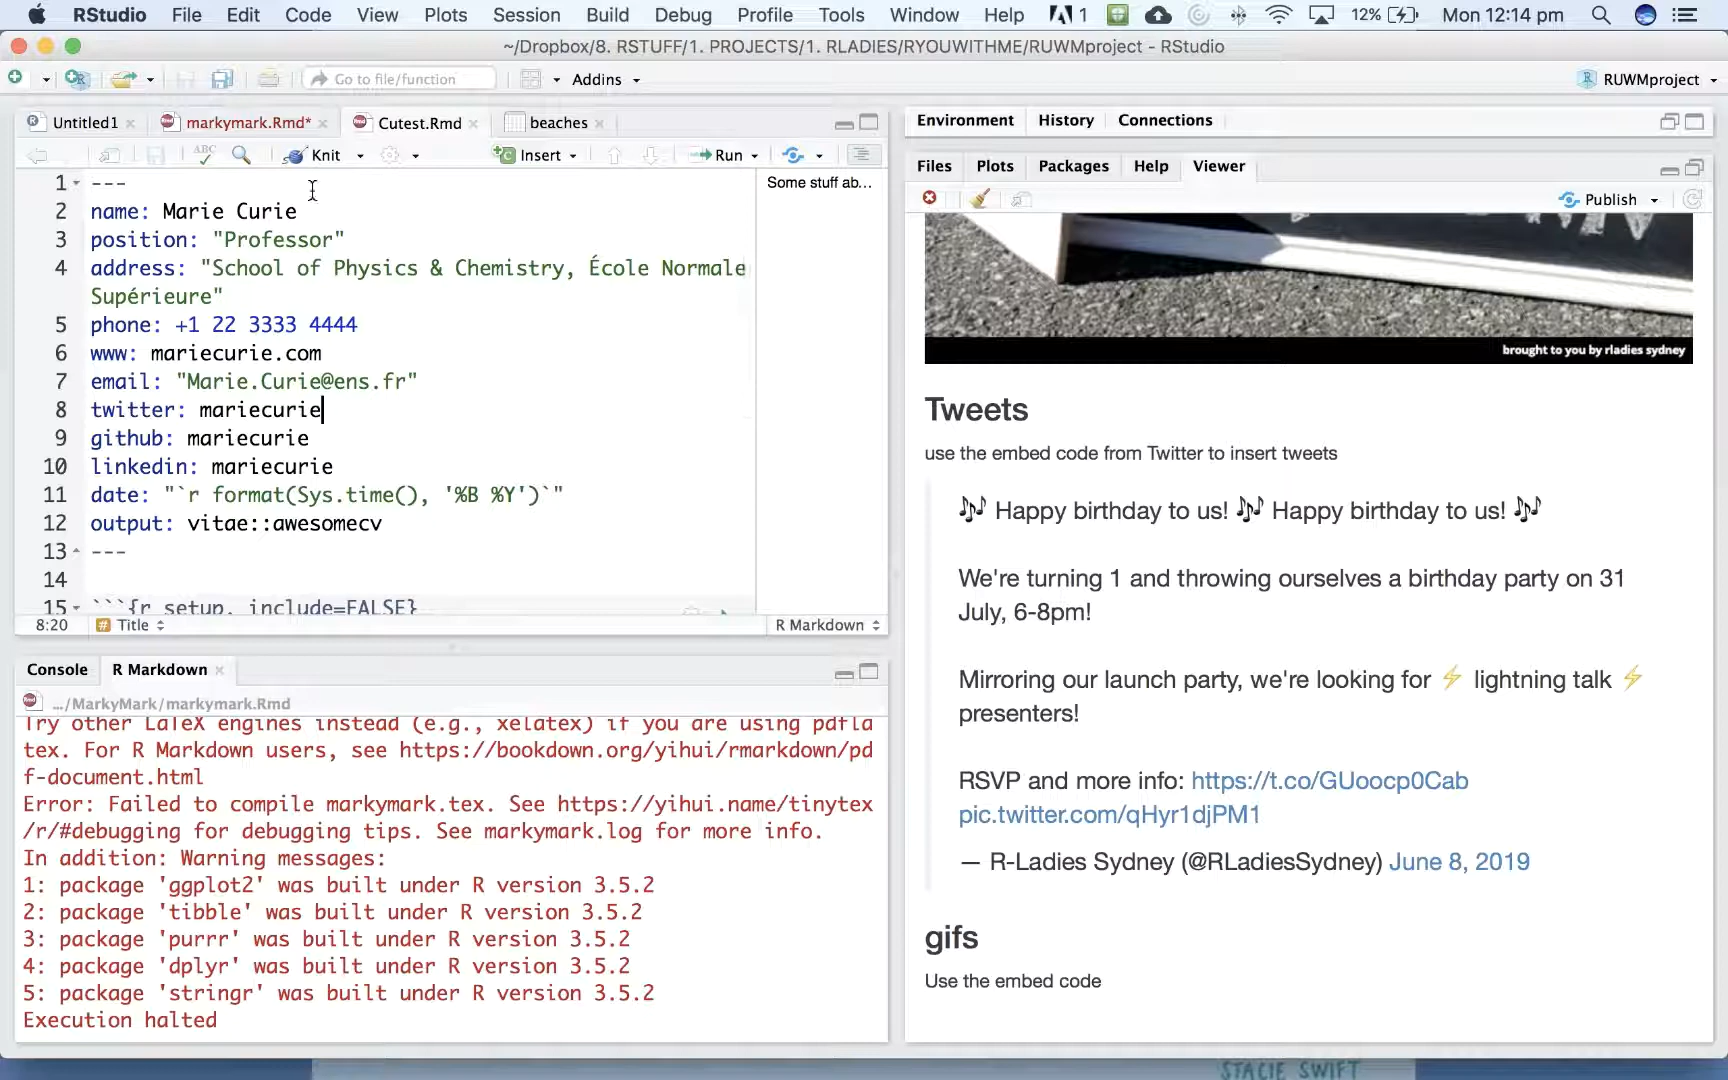 RStudio File Edit Code View Plots Session Build Debug Profile Tools Window Help 1 12% Mon 12:14 pm
~/Dropbox/8. RSTUFF/1. PROJECTS/1. RLADIES/RYOUWITHME/RUWMproject - RStudio
Go to file/function Addins RUWMproject
Untitled1 markymark.Rmd* Cutest.Rmd beaches
ABC Knit Insert Run
1 ---
2 name: Marie Curie
3 position: "Professor"
4 address: "School of Physics & Chemistry, École Normale
Supérieure"
5 phone: +1 22 3333 4444
6 www: mariecurie.com
7 email: "Marie.Curie@ens.fr"
8 twitter: mariecurie
9 github: mariecurie
10 linkedin: mariecurie
11 date: "`r format(Sys.time(), '%B %Y')`"
12 output: vitae::awesomecv
13 ---
14
15 ```{r setup, include=FALSE}
Some stuff ab...
8:20 # Title R Markdown
Console R Markdown
.../MarkyMark/markymark.Rmd
Try other LaTeX engines instead (e.g., xelatex) if you are using pdfla
tex. For R Markdown users, see https://bookdown.org/yihui/rmarkdown/pd
f-document.html
Error: Failed to compile markymark.tex. See https://yihui.name/tinytex
/r/#debugging for debugging tips. See markymark.log for more info.
In addition: Warning messages:
1: package 'ggplot2' was built under R version 3.5.2
2: package 'tibble' was built under R version 3.5.2
3: package 'purrr' was built under R version 3.5.2
4: package 'dplyr' was built under R version 3.5.2
5: package 'stringr' was built under R version 3.5.2
Execution halted
Environment History Connections
Files Plots Packages Help Viewer
Publish
brought to you by rladies sydney
Tweets
use the embed code from Twitter to insert tweets
🎶 Happy birthday to us! 🎶 Happy birthday to us! 🎶
We're turning 1 and throwing ourselves a birthday party on 31
July, 6-8pm!
Mirroring our launch party, we're looking for ⚡ lightning talk ⚡
presenters!
RSVP and more info: https://t.co/GUoocp0Cab
pic.twitter.com/qHyr1djPM1
— R-Ladies Sydney (@RLadiesSydney) June 8, 2019
gifs
Use the embed code
STACIE SWIFT